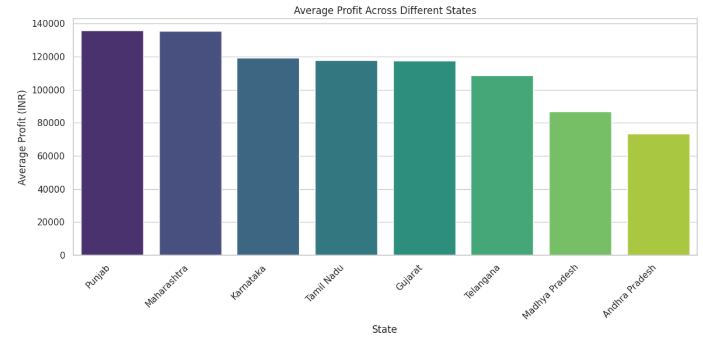 Average Profit Across Different States
Average Profit (INR)
140000
120000
100000
80000
60000
40000
20000
0
Punjab
Maharashtra
Karnataka
Tamil Nadu
Gujarat
Telangana
Madhya Pradesh
Andhra Pradesh
State